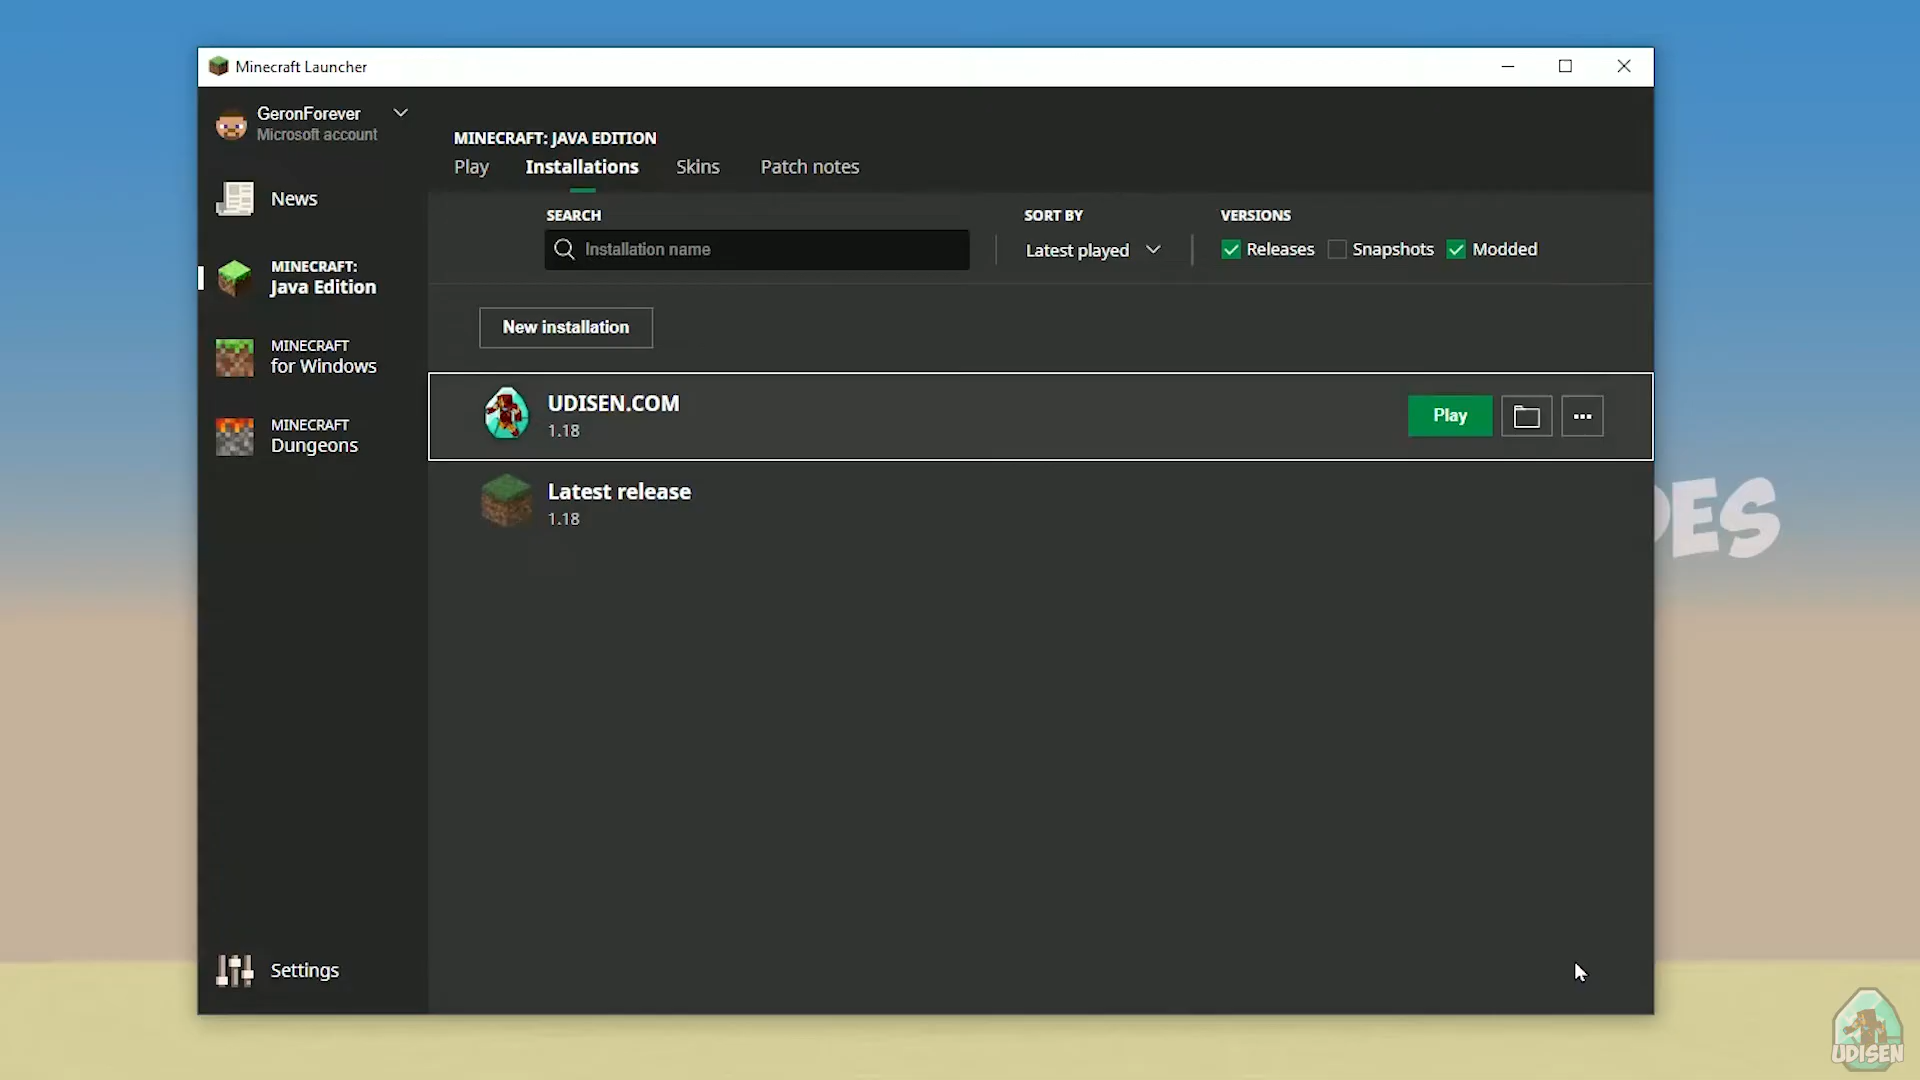 Minecraft Launcher
GeronForever
Microsoft account
News
MINECRAFT:
Java Edition
MINECRAFT
for Windows
MINECRAFT
Dungeons
Settings
MINECRAFT: JAVA EDITION
Play Installations Skins Patch notes
SEARCH SORT BY VERSIONS
Installation name Latest played Releases Snapshots Modded
New installation
UDISEN.COM
1.18
Play
Latest release
1.18
DES
UDISEN